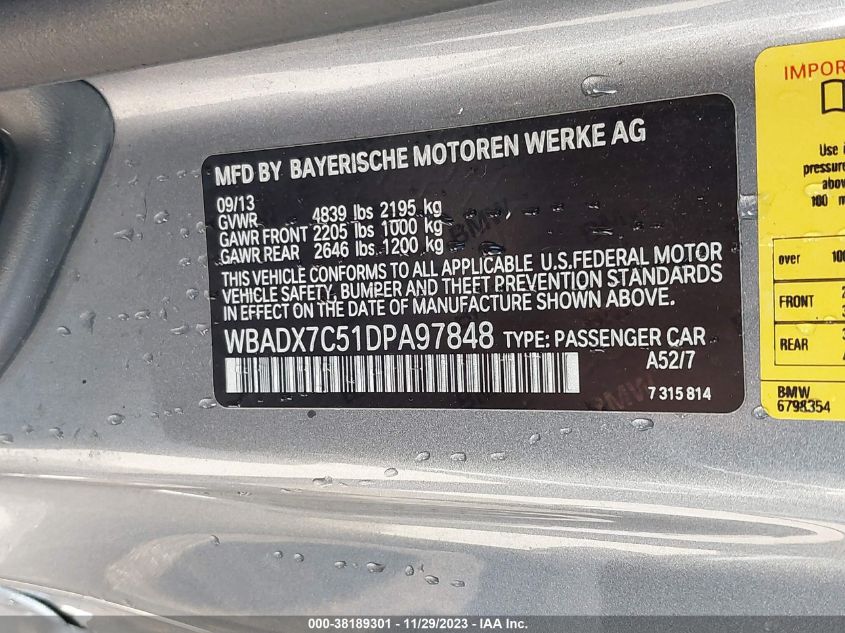 MFD BY BAYERISCHE MOTOREN WERKE AG
09/13
GVWR 4839 lbs 2195 kg
GAWR FRONT 2205 lbs 1000 kg
GAWR REAR 2646 lbs 1200 kg
THIS VEHICLE CONFORMS TO ALL APPLICABLE U.S.FEDERAL MOTOR
VEHICLE SAFETY, BUMPER AND THEFT PREVENTION STANDARDS
IN EFFECT ON THE DATE OF MANUFACTURE SHOWN ABOVE.
WBADX7C51DPA97848 TYPE: PASSENGER CAR
A52/7
7 315 814
IMPOR
Use
pressure
abov
100 m
over 100
FRONT
REAR
BMW
6798354
000-38189301 - 11/29/2023 - IAA Inc.